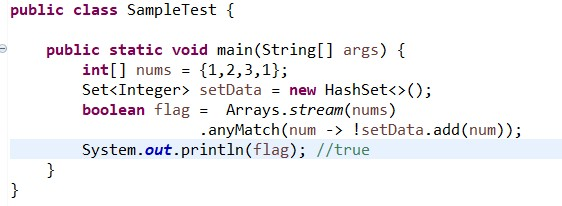 public class SampleTest {
public static void main(String[] args) {
int[] nums = {1,2,3,1};
Set<Integer> setData = new HashSet<>();
boolean flag =  Arrays.stream(nums)
.anyMatch(num -> !setData.add(num));
System.out.println(flag); //true
}
}